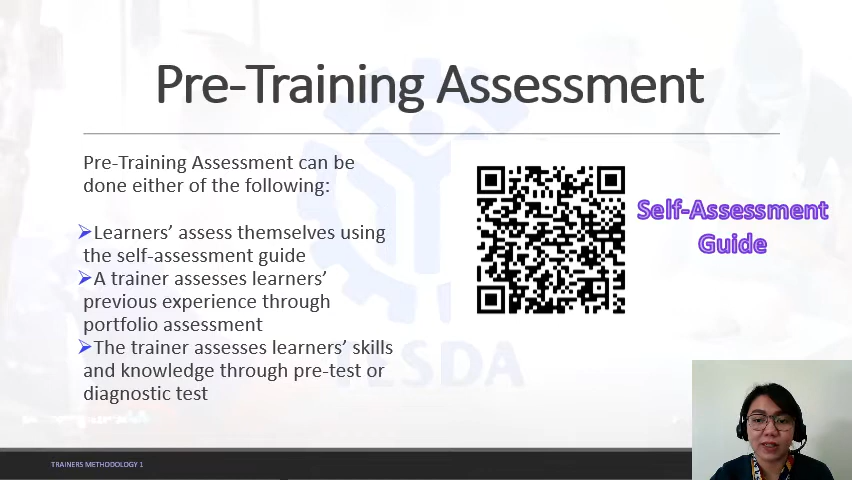 Pre-Training Assessment
Pre-Training Assessment can be
done either of the following:
➢Learners’ assess themselves using
the self-assessment guide
➢A trainer assesses learners’
previous experience through
portfolio assessment
➢The trainer assesses learners’ skills
and knowledge through pre-test or
diagnostic test
Self-Assessment
Guide
TESDA
TRAINERS METHODOLOGY 1